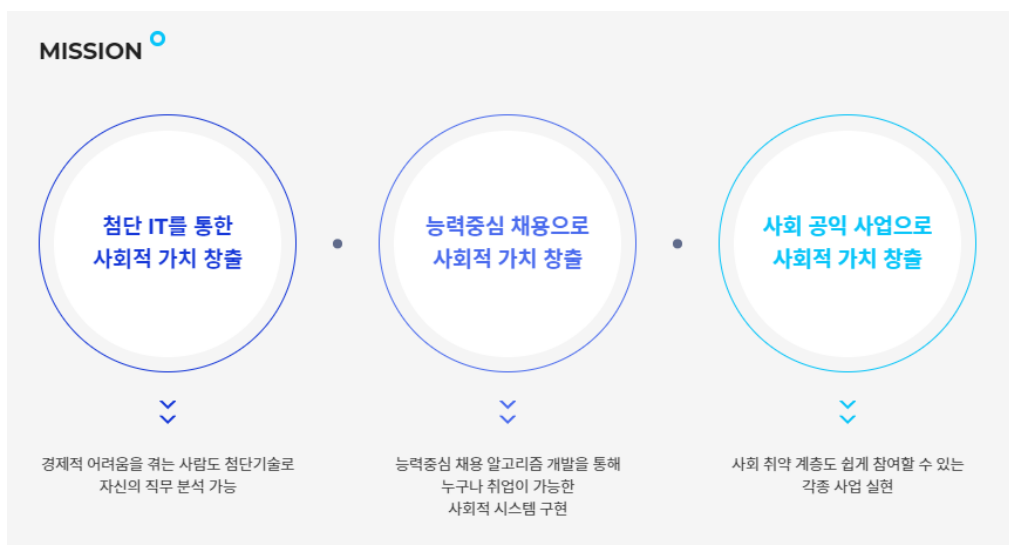 MISSION
첨단 IT를 통한
사회적 가치 창출
능력중심 채용으로
사회적 가치 창출
사회 공익 사업으로
사회적 가치 창출
경제적 어려움을 겪는 사람도 첨단기술로
자신의 직무 분석 가능
능력중심 채용 알고리즘 개발을 통해
누구나 취업이 가능한
사회적 시스템 구현
사회 취약 계층도 쉽게 참여할 수 있는
각종 사업 실현